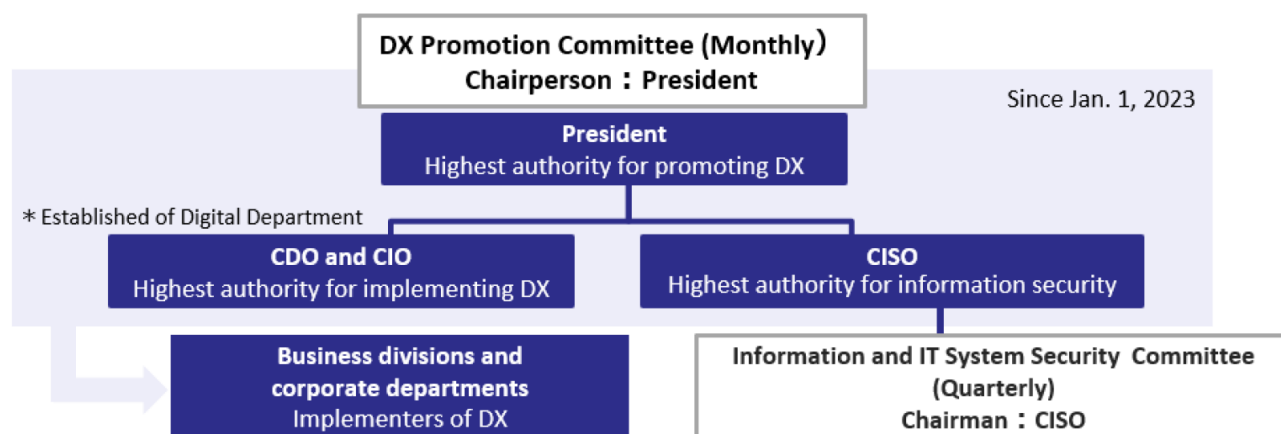 DX Promotion Committee (Monthly）
Chairperson：President
Since Jan. 1, 2023
President
Highest authority for promoting DX
＊Established of Digital Department
CDO and CIO
Highest authority for implementing DX
CISO
Highest authority for information security
Business divisions and
corporate departments
Implementers of DX
Information and IT System Security Committee
(Quarterly)
Chairman：CISO